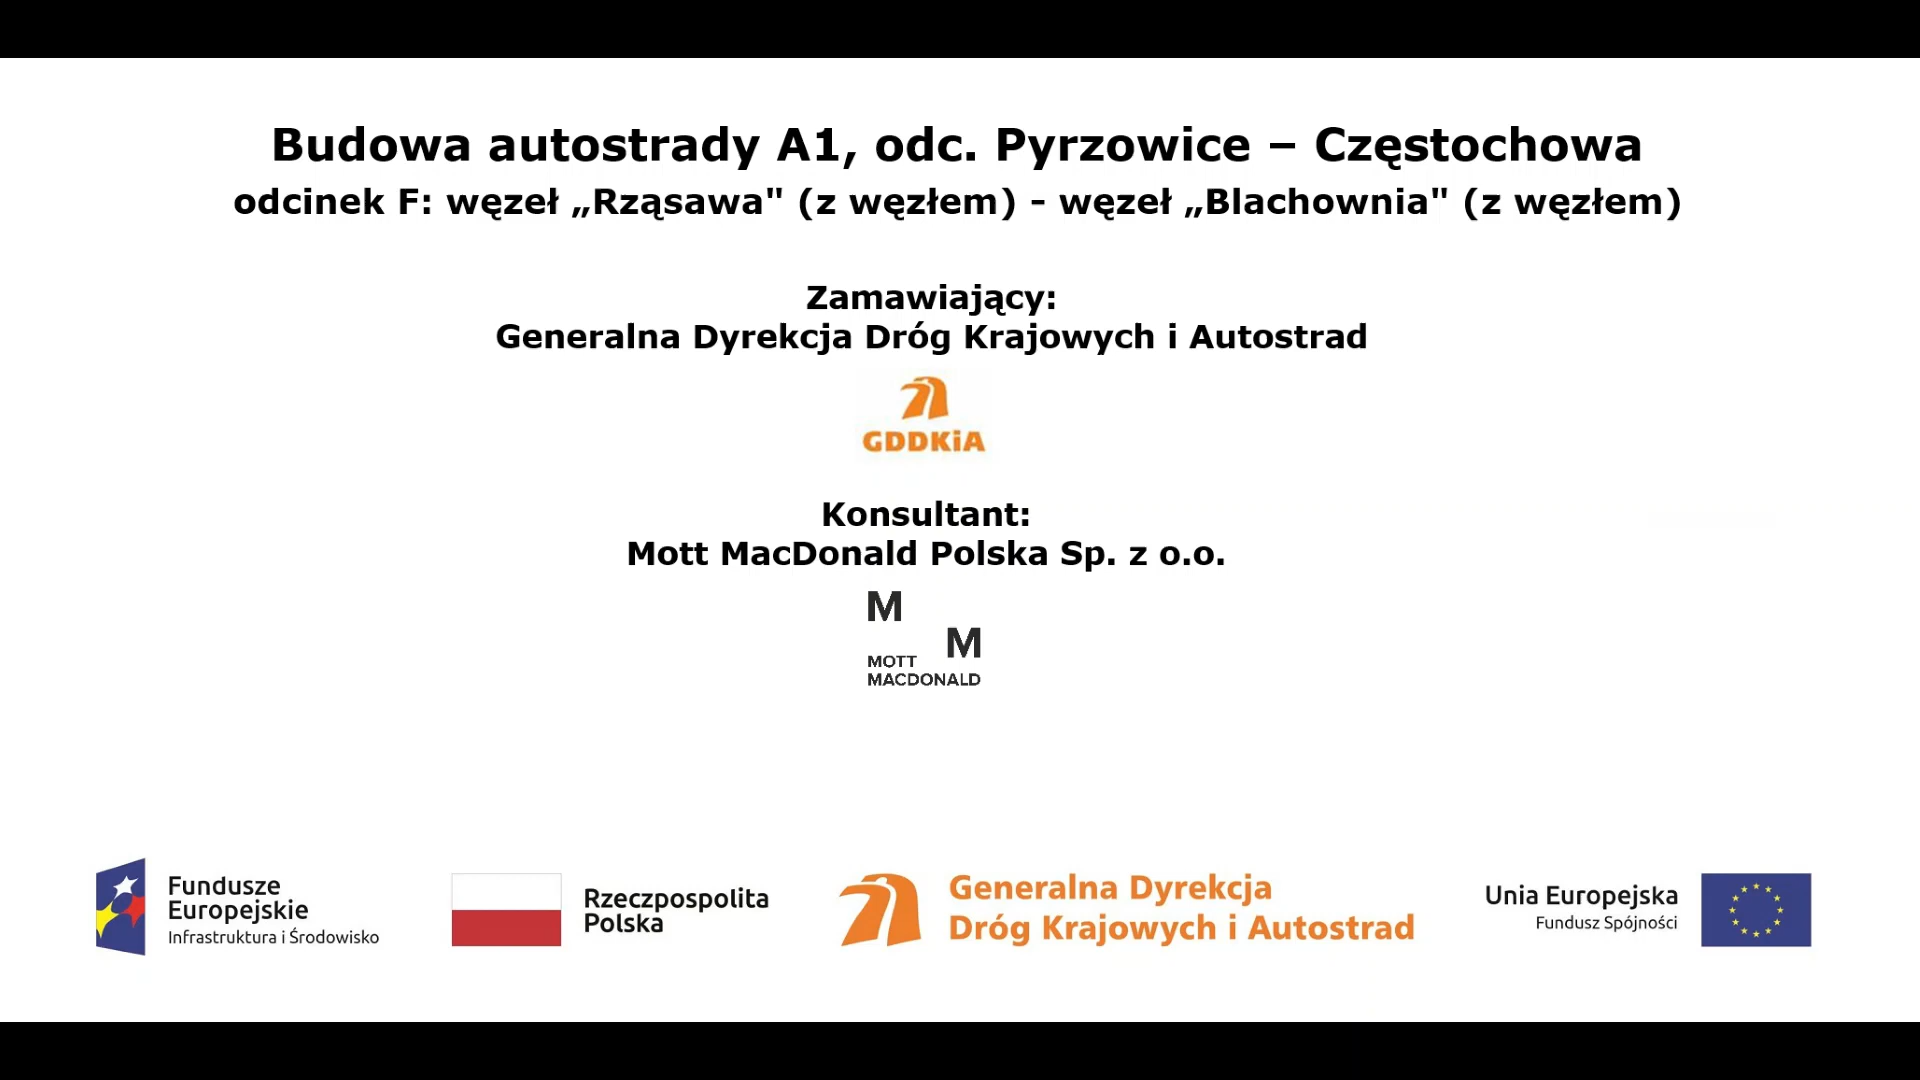 Budowa autostrady A1, odc. Pyrzowice – Częstochowa
odcinek F: węzeł „Rząsawa" (z węzłem) - węzeł „Blachownia" (z węzłem)
Zamawiający:
Generalna Dyrekcja Dróg Krajowych i Autostrad
GDDKiA
Konsultant:
Mott MacDonald Polska Sp. z o.o.
M
M
MOTT
MACDONALD
Fundusze
Europejskie
Infrastruktura i Środowisko
Rzeczpospolita
Polska
Generalna Dyrekcja
Dróg Krajowych i Autostrad
Unia Europejska
Fundusz Spójności